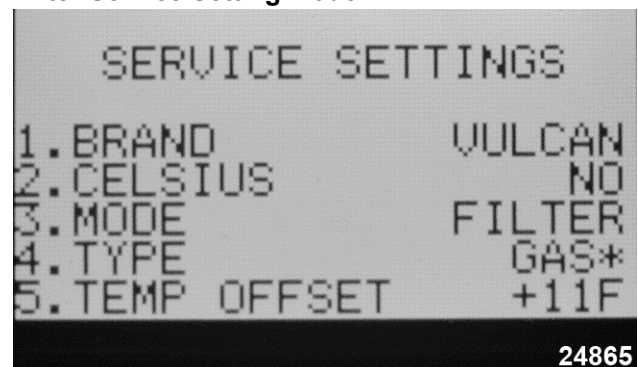 SERVICE SETTINGS
1.BRAND VULCAN
2.CELSIUS NO
3.MODE FILTER
4.TYPE GAS*
5.TEMP OFFSET +11F
24865